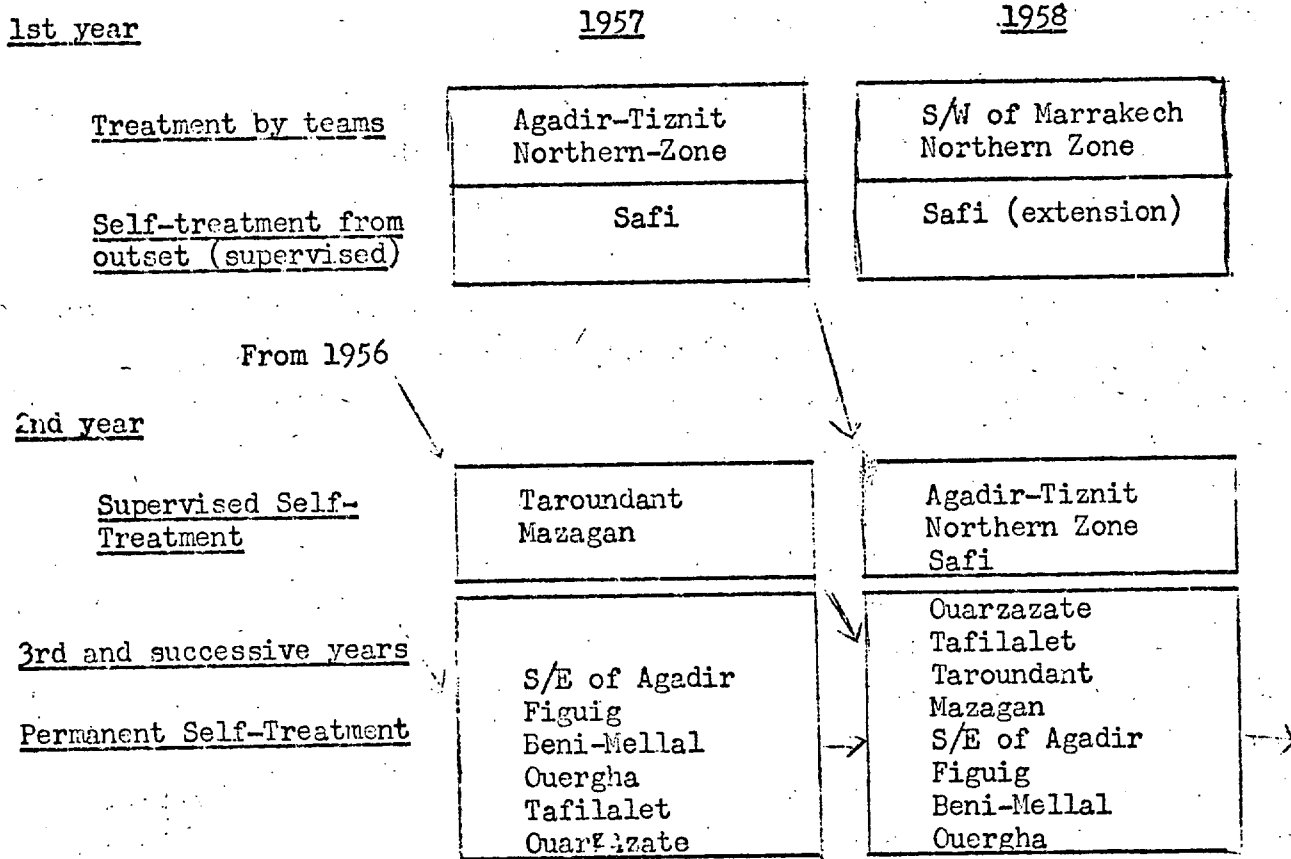 1st year
1957
1958
Treatment by teams
Agadir-Tiznit
Northern-Zone
S/W of Marrakech
Northern Zone
Self-treatment from
outset (supervised)
Safi
Safi (extension)
From 1956
2nd year
Supervised Self-
Treatment
Taroundant
Mazagan
Agadir-Tiznit
Northern Zone
Safi
3rd and successive years
Permanent Self-Treatment
S/E of Agadir
Figuig
Beni-Mellal
Ouergha
Tafilalet
Ouarzazate
Ouarzazate
Tafilalet
Taroundant
Mazagan
S/E of Agadir
Figuig
Beni-Mellal
Ouergha